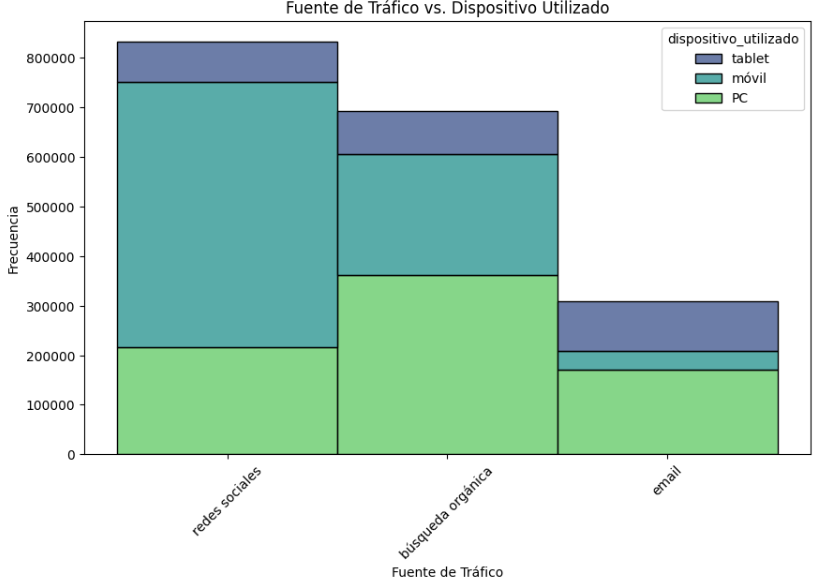 Fuente de Tráfico vs. Dispositivo Utilizado
dispositivo_utilizado
tablet
móvil
PC
800000
700000
600000
500000
400000
300000
200000
100000
0
Frecuencia
redes sociales
búsqueda orgánica
email
Fuente de Tráfico